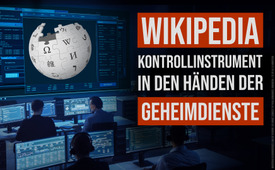 WIKIPEDIA
KONTROLLINSTRUMENT
IN DEN HÄNDEN DER
GEHEIMDIENSTE